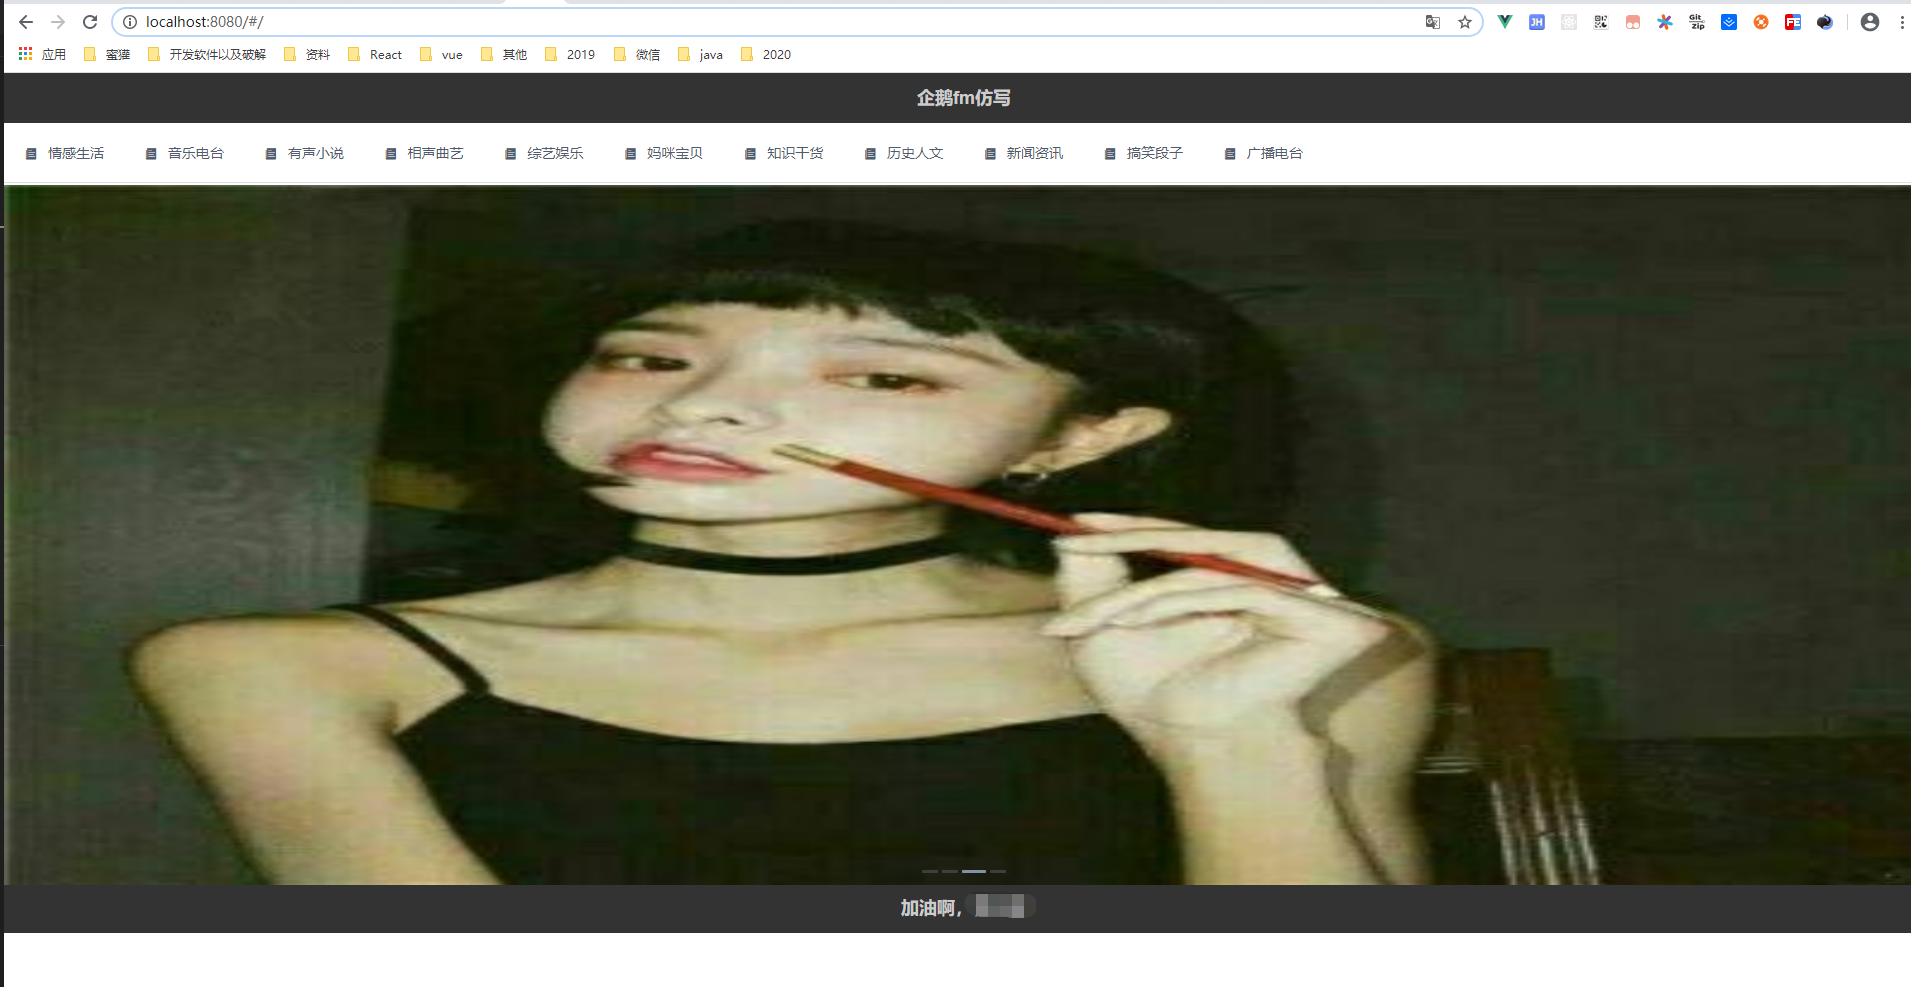 localhost:8080/#/
应用 蜜獾 开发软件以及破解 资料 React vue 其他 2019 微信 java 2020
企鹅fm仿写
情感生活 音乐电台 有声小说 相声曲艺 综艺娱乐 妈咪宝贝 知识干货 历史人文 新闻资讯 搞笑段子 广播电台
加油啊，